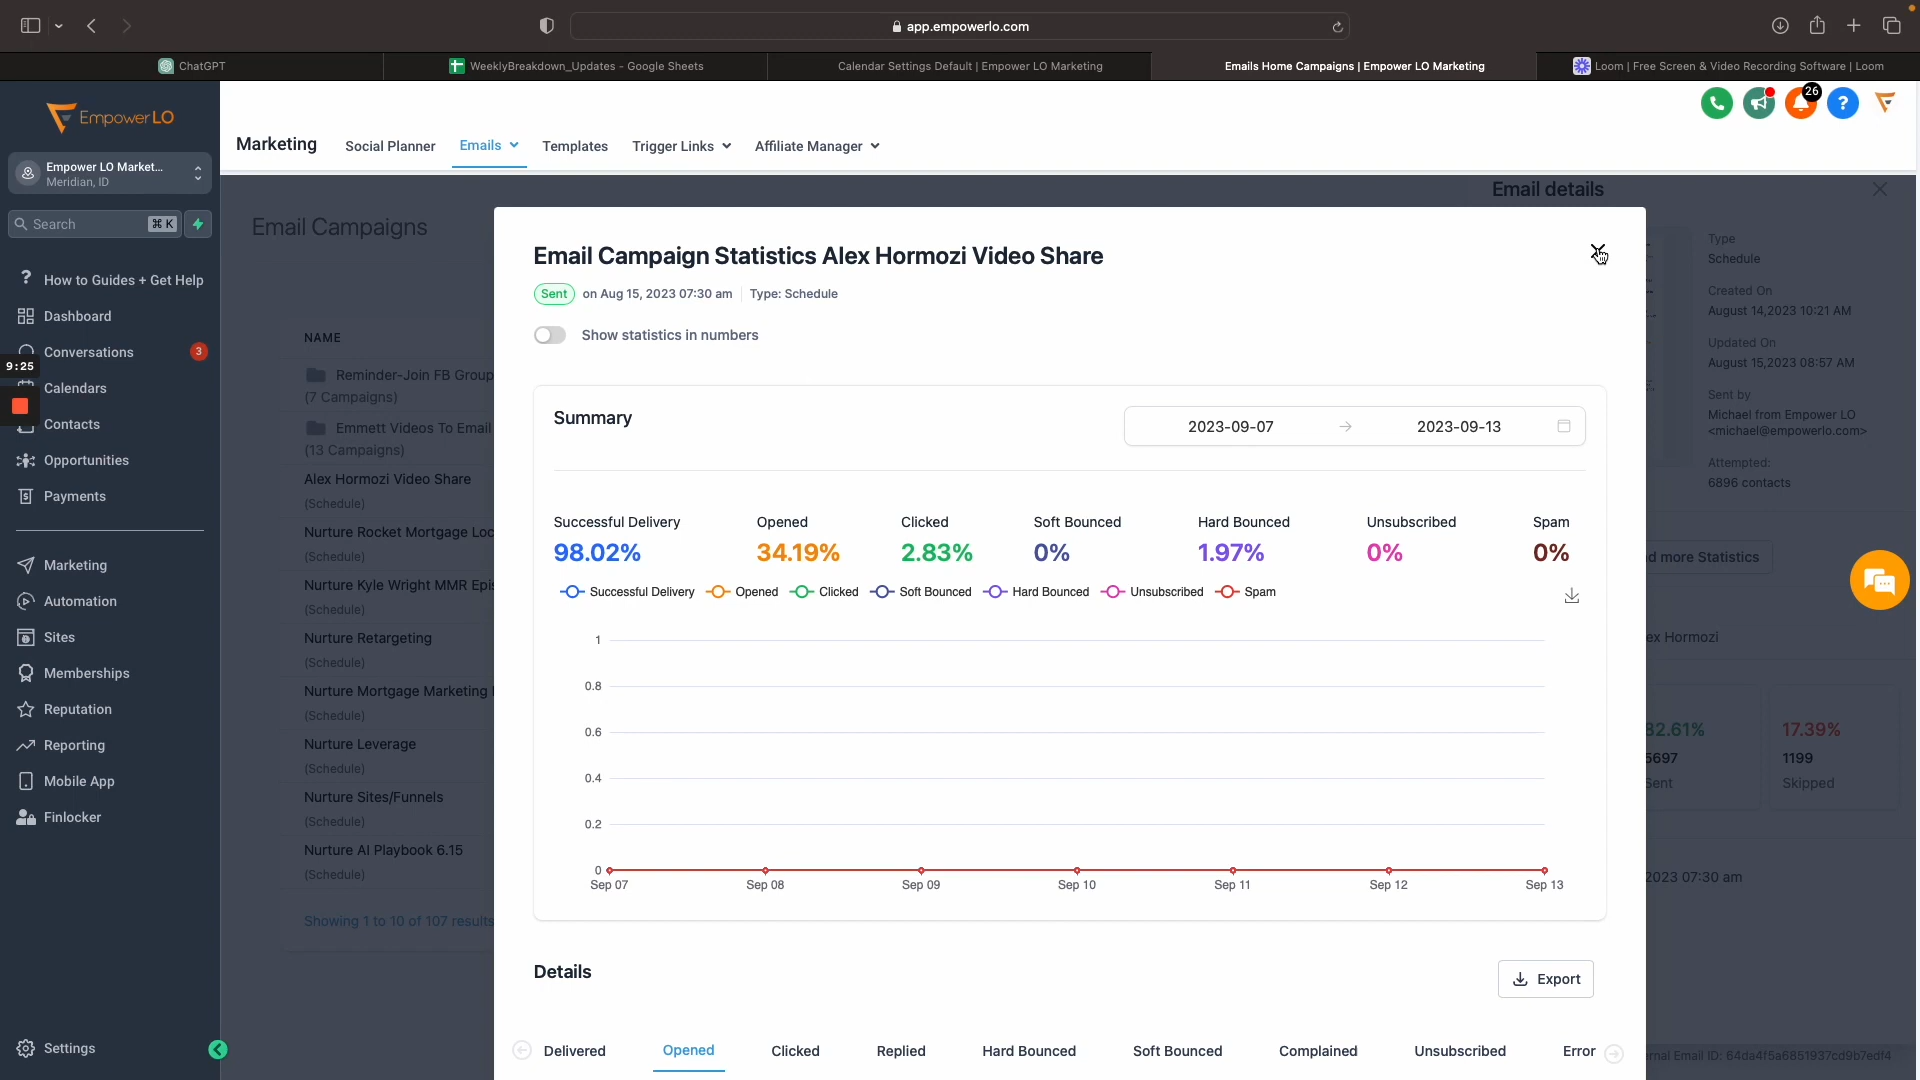 app.empowerlo.com
ChatGPT
WeeklyBreakdown_Updates - Google Sheets
Calendar Settings Default | Empower LO Marketing
Emails Home Campaigns | Empower LO Marketing
Loom | Free Screen & Video Recording Software | Loom
EmpowerLO
Empower LO Market...
Meridian, ID
Search
⌘ K
How to Guides + Get Help
Dashboard
Conversations
3
9:25
Calendars
Contacts
Opportunities
Payments
Marketing
Automation
Sites
Memberships
Reputation
Reporting
Mobile App
Finlocker
Settings
Marketing
Social Planner
Emails
Templates
Trigger Links
Affiliate Manager
26
Email Campaigns
NAME
Reminder-Join FB Group
(7 Campaigns)
Emmett Videos To Email
(13 Campaigns)
Alex Hormozi Video Share
(Schedule)
Nurture Rocket Mortgage Loc
(Schedule)
Nurture Kyle Wright MMR Epis
(Schedule)
Nurture Retargeting
(Schedule)
Nurture Mortgage Marketing
(Schedule)
Nurture Leverage
(Schedule)
Nurture Sites/Funnels
(Schedule)
Nurture AI Playbook 6.15
(Schedule)
Showing 1 to 10 of 107 results
Email Campaign Statistics Alex Hormozi Video Share
Sent on Aug 15, 2023 07:30 am Type: Schedule
Show statistics in numbers
Summary
2023-09-07 → 2023-09-13
Successful Delivery Opened Clicked Soft Bounced Hard Bounced Unsubscribed Spam
98.02% 34.19% 2.83% 0% 1.97% 0% 0%
Successful Delivery Opened Clicked Soft Bounced Hard Bounced Unsubscribed Spam
1
0.8
0.6
0.4
0.2
0
Sep 07 Sep 08 Sep 09 Sep 10 Sep 11 Sep 12 Sep 13
Details
Export
Delivered Opened Clicked Replied Hard Bounced Soft Bounced Complained Unsubscribed Error
Email details
Type
Schedule
Created On
August 14,2023 10:21 AM
Updated On
August 15,2023 08:57 AM
Sent by
Michael from Empower LO
<michael@empowerlo.com>
Attempted:
6896 contacts
d more Statistics
ex Hormozi
82.61%
5697
Sent
17.39%
1199
Skipped
2023 07:30 am
rnal Email ID: 64da4f5a6851937cd9b7edf4